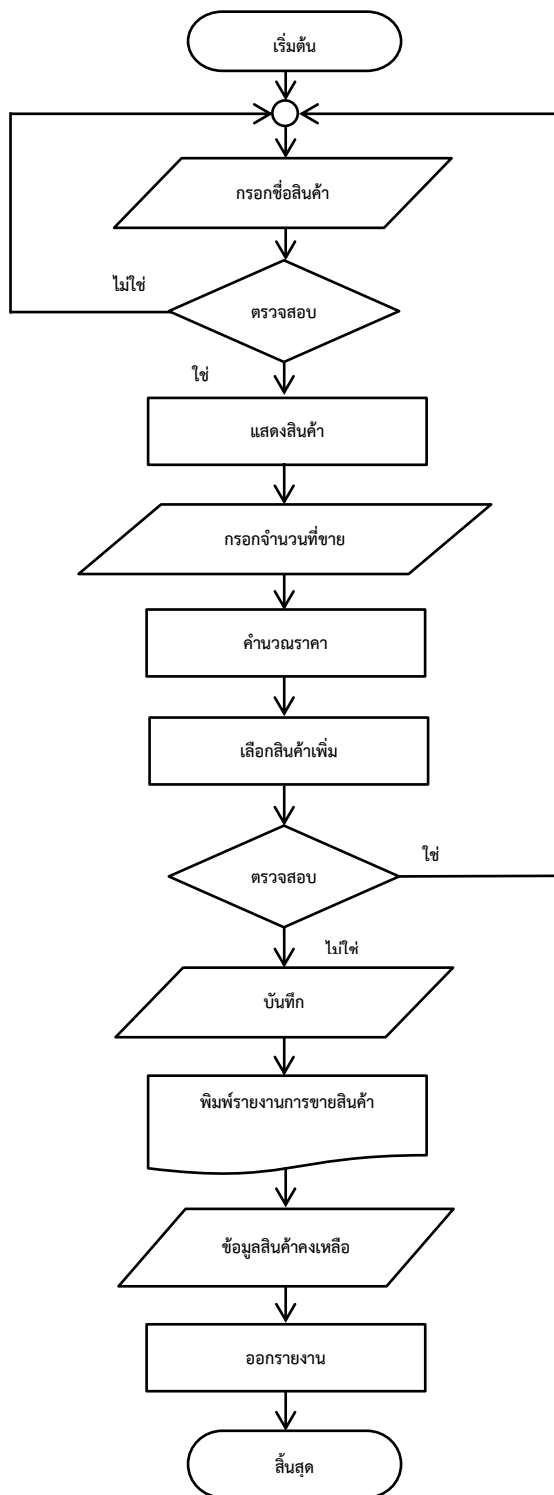 เริ่มต้น
กรอกชื่อสินค้า
ไม่ใช่
ตรวจสอบ
ใช่
แสดงสินค้า
กรอกจำนวนที่ขาย
คำนวณราคา
เลือกสินค้าเพิ่ม
ใช่
ตรวจสอบ
ไม่ใช่
บันทึก
พิมพ์รายงานการขายสินค้า
ข้อมูลสินค้าคงเหลือ
ออกรายงาน
สิ้นสุด